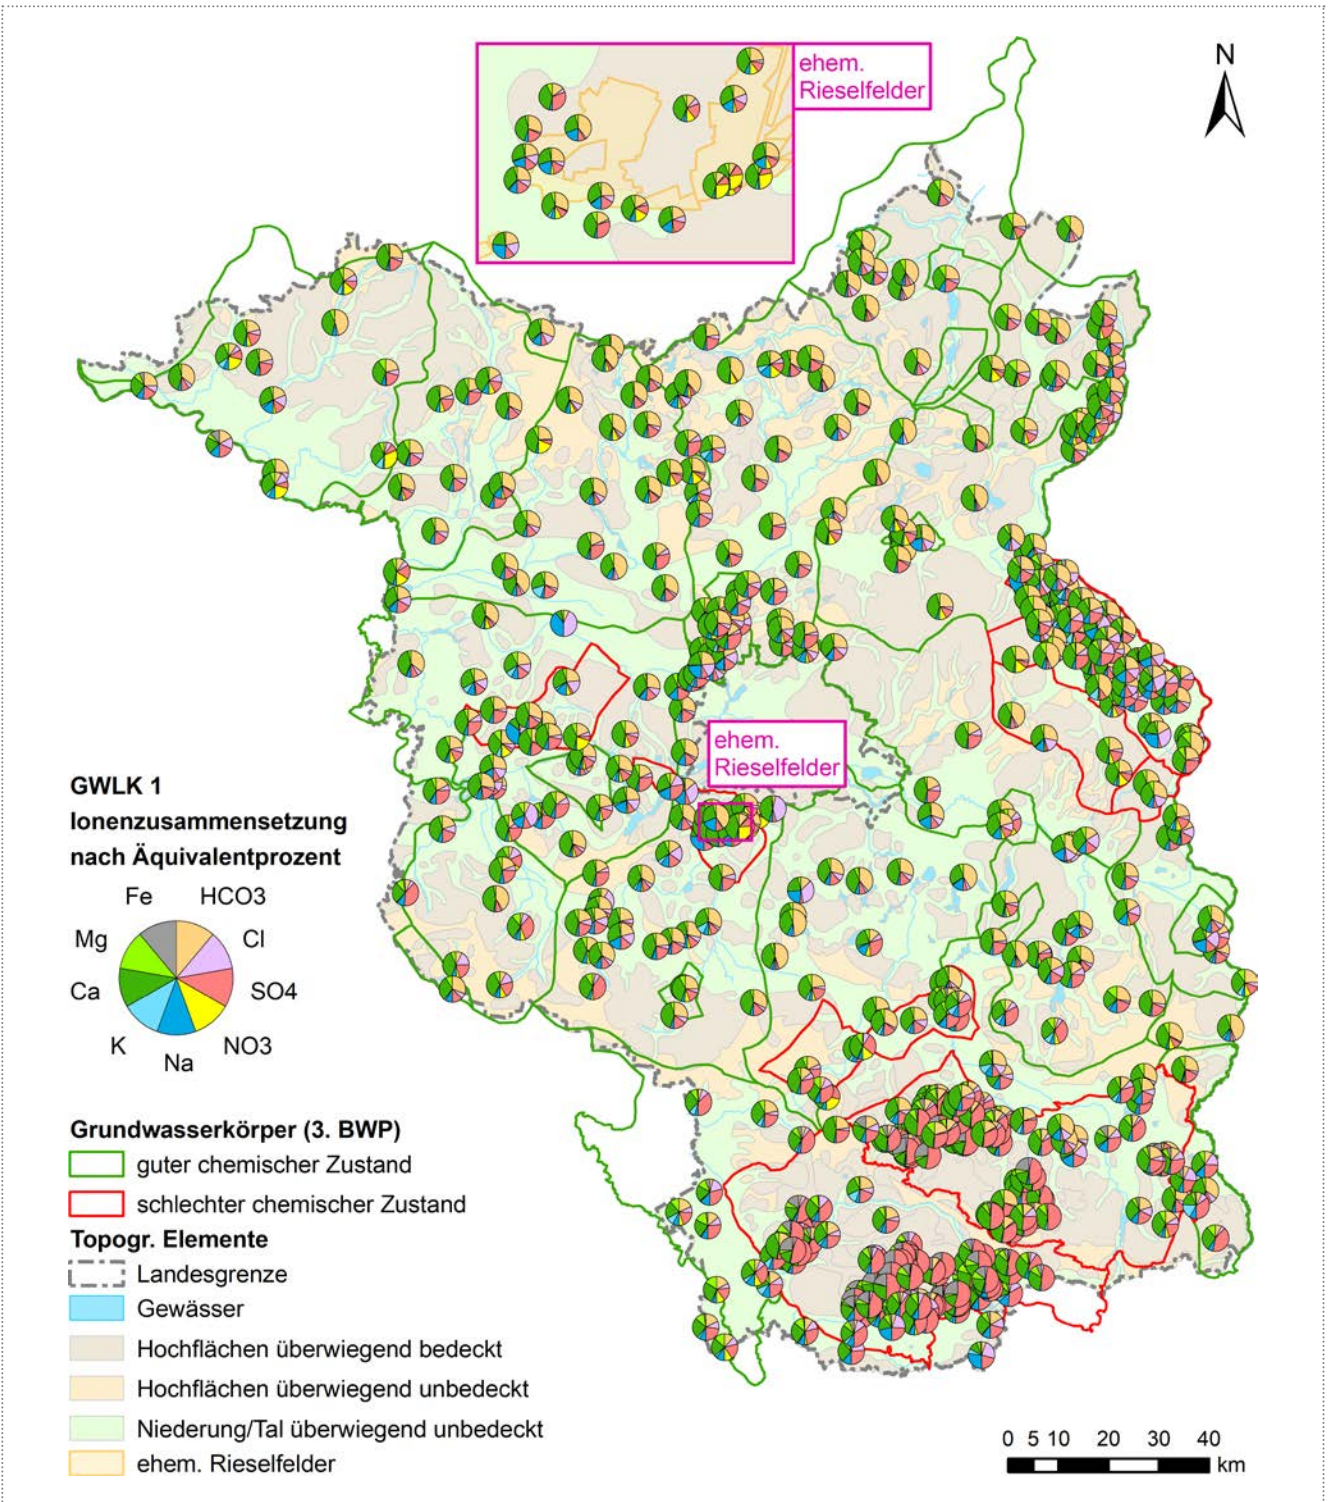 ehem.
Rieselfelder
N
ehem.
Rieselfelder
GWLK 1
Ionenzusammensetzung
nach Äquivalentprozent
Fe HCO3
Mg Cl
Ca SO4
K NO3
Na
Grundwasserkörper (3. BWP)
guter chemischer Zustand
schlechter chemischer Zustand
Topogr. Elemente
Landesgrenze
Gewässer
Hochflächen überwiegend bedeckt
Hochflächen überwiegend unbedeckt
Niederung/Tal überwiegend unbedeckt
ehem. Rieselfelder
0 5 10 20 30 40
km